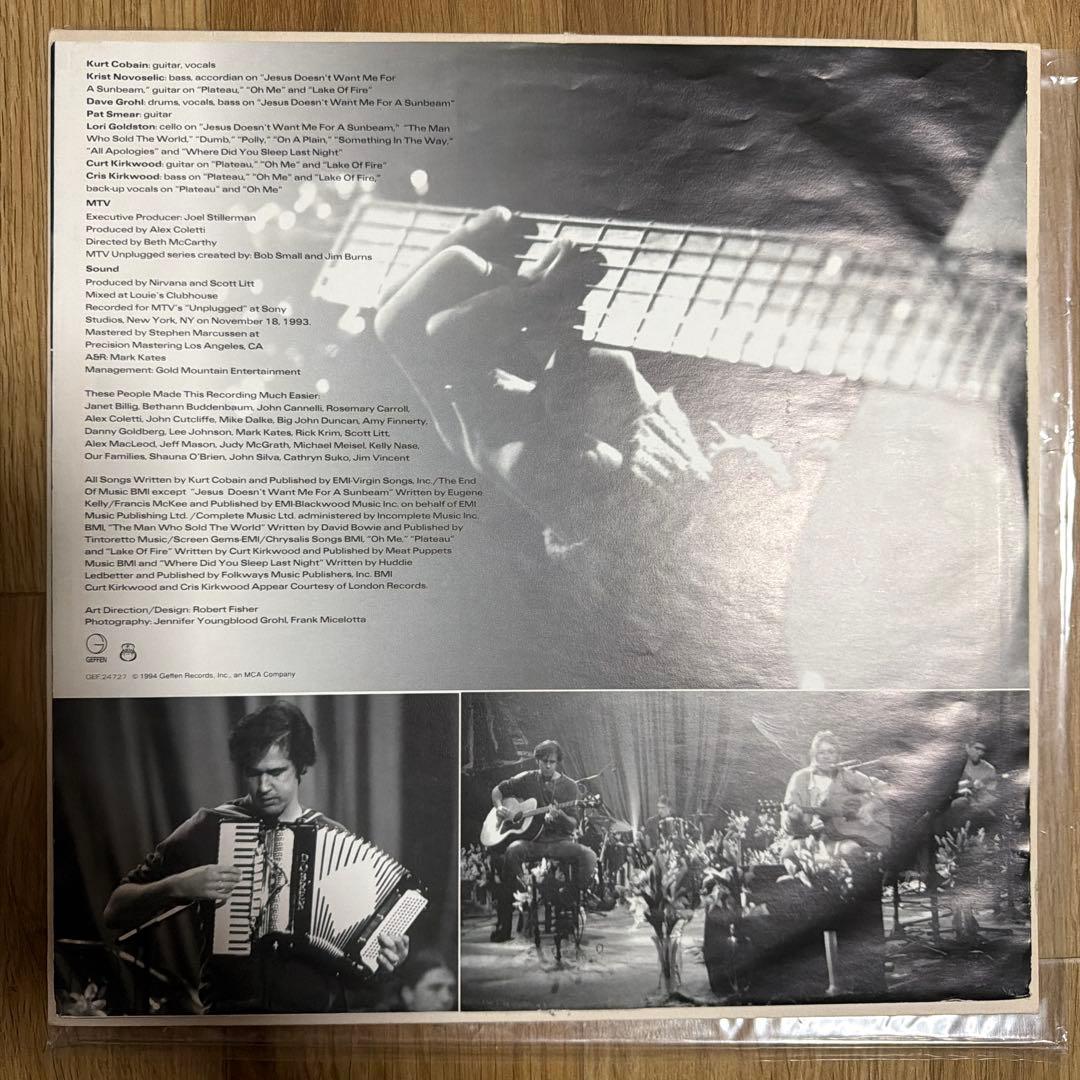 Kurt Cobain: guitar, vocals
Krist Novoselic: bass, accordian on "Jesus Doesn't Want Me For
A Sunbeam," guitar on "Plateau," "Oh Me" and "Lake Of Fire"
Dave Grohl: drums, vocals, bass on "Jesus Doesn't Want Me For A Sunbeam"
Pat Smear: guitar
Lori Goldston: cello on "Jesus Doesn't Want Me For A Sunbeam," "The Man
Who Sold The World," "Dumb," "Polly," "On A Plain," "Something In The Way,"
"All Apologies" and "Where Did You Sleep Last Night"
Curt Kirkwood: guitar on "Plateau," "Oh Me" and "Lake Of Fire"
Cris Kirkwood: bass on "Plateau," "Oh Me" and "Lake Of Fire,"
back-up vocals on "Plateau" and "Oh Me"
MTV
Executive Producer: Joel Stillerman
Produced by Alex Coletti
Directed by Beth McCarthy
MTV Unplugged series created by: Bob Small and Jim Burns
Sound
Produced by Nirvana and Scott Litt
Mixed at Louie's Clubhouse
Recorded for MTV's "Unplugged" at Sony
Studios, New York, NY on November 18, 1993.
Mastered by Stephen Marcussen at
Precision Mastering Los Angeles, CA
A&R: Mark Kates
Management: Gold Mountain Entertainment
These People Made This Recording Much Easier:
Janet Billig, Bethann Buddenbaum, John Cannelli, Rosemary Carroll,
Alex Coletti, John Cutcliffe, Mike Dalke, Big John Duncan, Amy Finnerty,
Danny Goldberg, Lee Johnson, Mark Kates, Rick Krim, Scott Litt,
Alex MacLeod, Jeff Mason, Judy McGrath, Michael Meisel, Kelly Nase,
Our Families, Shauna O'Brien, John Silva, Cathryn Suko, Jim Vincent
All Songs Written by Kurt Cobain and Published by EMI-Virgin Songs, Inc./The End
Of Music BMI except "Jesus Doesn't Want Me For A Sunbeam" Written by Eugene
Kelly/Francis McKee and Published by EMI-Blackwood Music Inc. on behalf of EMI
Music Publishing Ltd. /Complete Music Ltd. administered by Incomplete Music Inc.
BMI, "The Man Who Sold The World" Written by David Bowie and Published by
Tintoretto Music/Screen Gems-EMI/Chrysalis Songs BMI, "Oh Me," "Plateau"
and "Lake Of Fire" Written by Curt Kirkwood and Published by Meat Puppets
Music BMI and "Where Did You Sleep Last Night" Written by Huddie
Ledbetter and Published by Folkways Music Publishers, Inc. BMI
Curt Kirkwood and Cris Kirkwood Appear Courtesy of London Records.
Art Direction/Design: Robert Fisher
Photography: Jennifer Youngblood Grohl, Frank Micelotta
GEFFEN
GEF 24727 © 1994 Geffen Records, Inc., an MCA Company